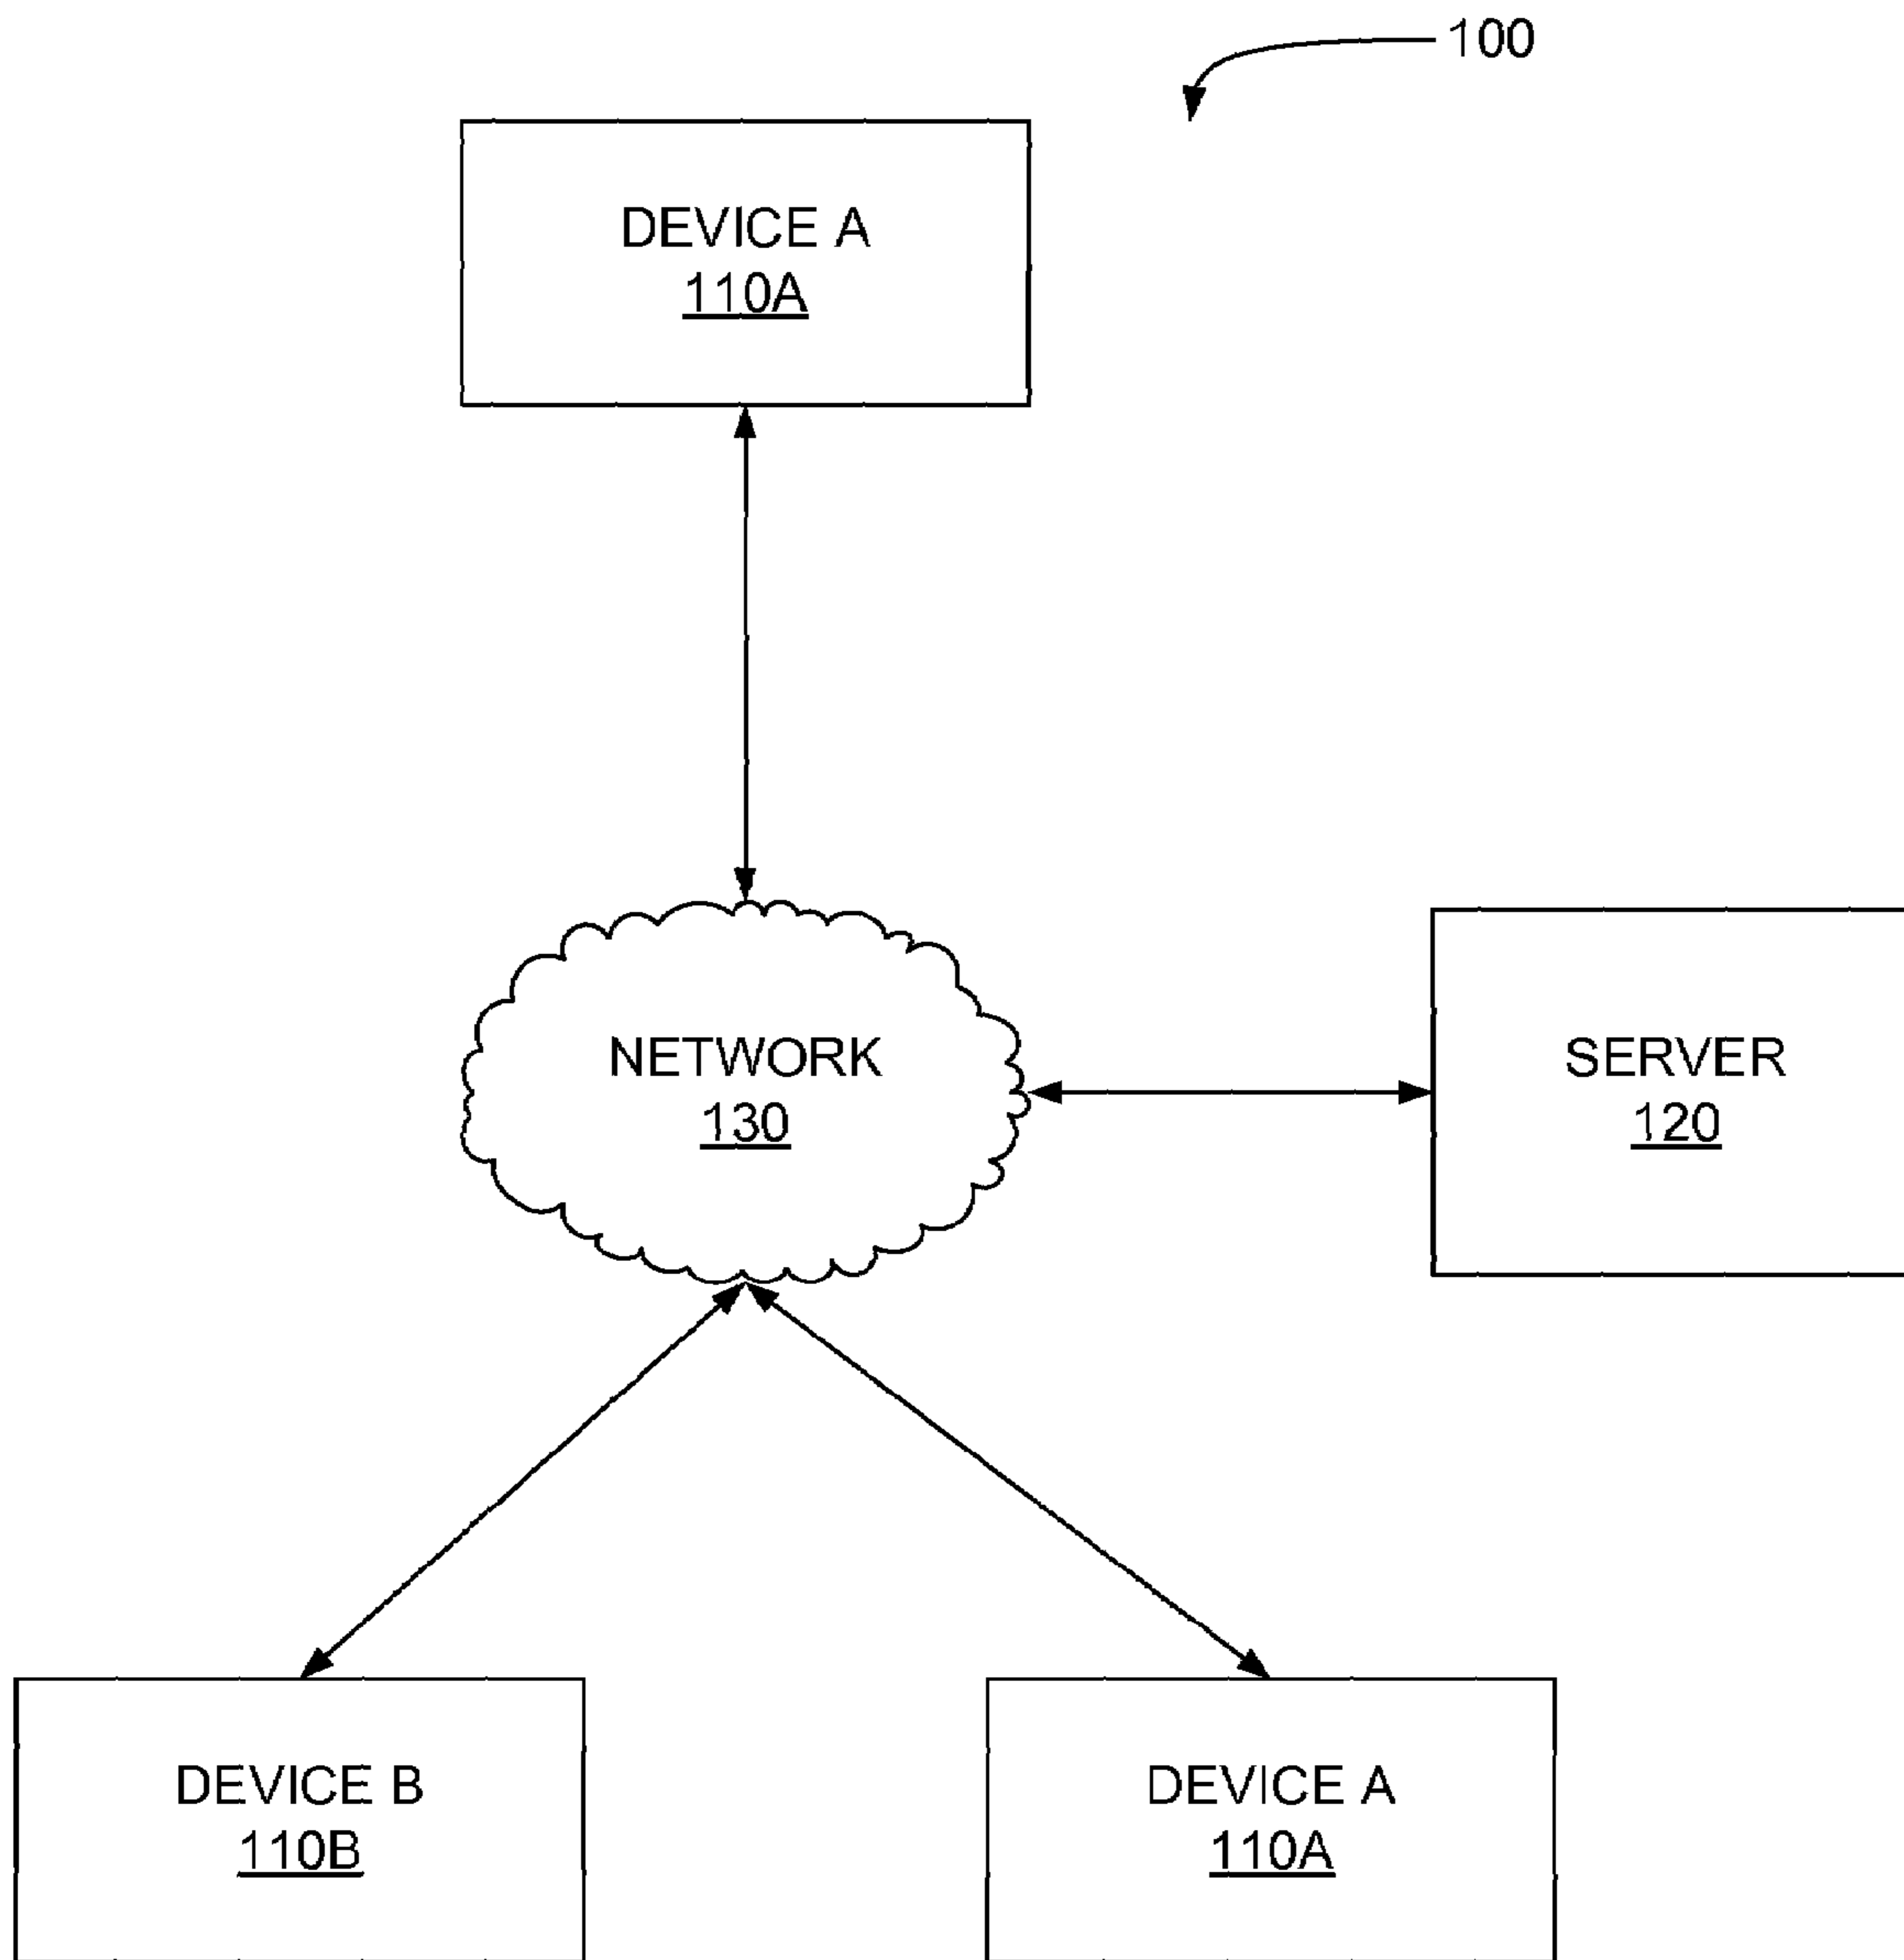 100
DEVICE A
110A
NETWORK
130
SERVER
120
DEVICE B
110B
DEVICE A
110A